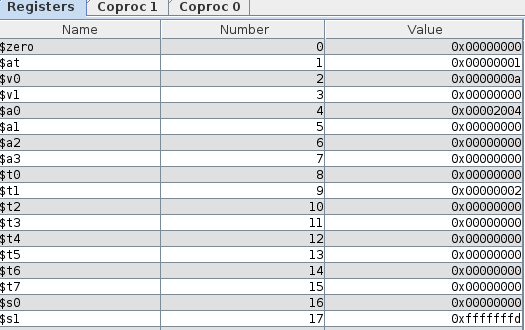 Registers Coproc 1 Coproc 0
Name Number Value
$zero 0 0x00000000
$at 1 0x00000001
$v0 2 0x0000000a
$v1 3 0x00000000
$a0 4 0x00002004
$a1 5 0x00000000
$a2 6 0x00000000
$a3 7 0x00000000
$t0 8 0x00000000
$t1 9 0x00000002
$t2 10 0x00000000
$t3 11 0x00000000
$t4 12 0x00000000
$t5 13 0x00000000
$t6 14 0x00000000
$t7 15 0x00000000
$s0 16 0x00000000
$s1 17 0xfffffffd